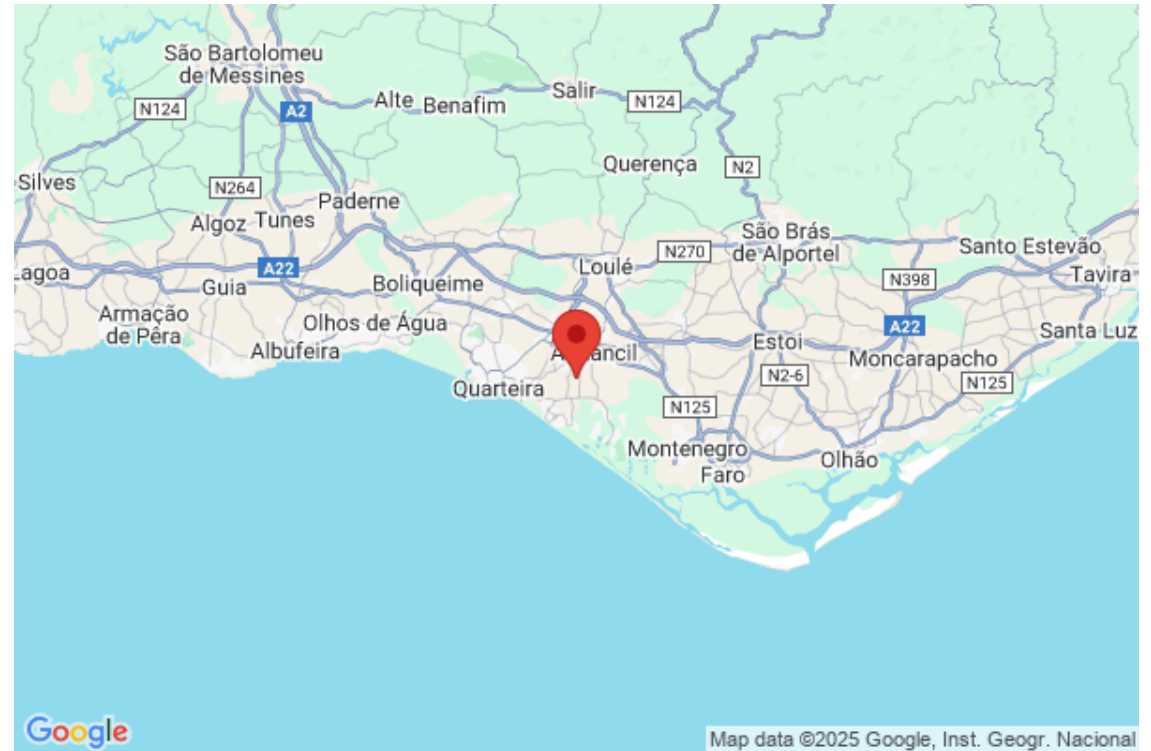 São Bartolomeu
de Messines
Salir
Alte
Benafim
N124
N124
A2
Querença
N2
Silves
N264
Paderne
Algoz
Tunes
São Brás
de Alportel
N270
Santo Estevão
Loulé
A22
Lagoa
Guia
Boliqueime
N398
Tavira
Armação
de Pêra
Olhos de Água
A22
Santa Luz
Albufeira
Estoi
Moncarapacho
Quarteira
N2-6
N125
N125
Montenegro
Faro
Olhão
Google
Map data ©2025 Google, Inst. Geogr. Nacional